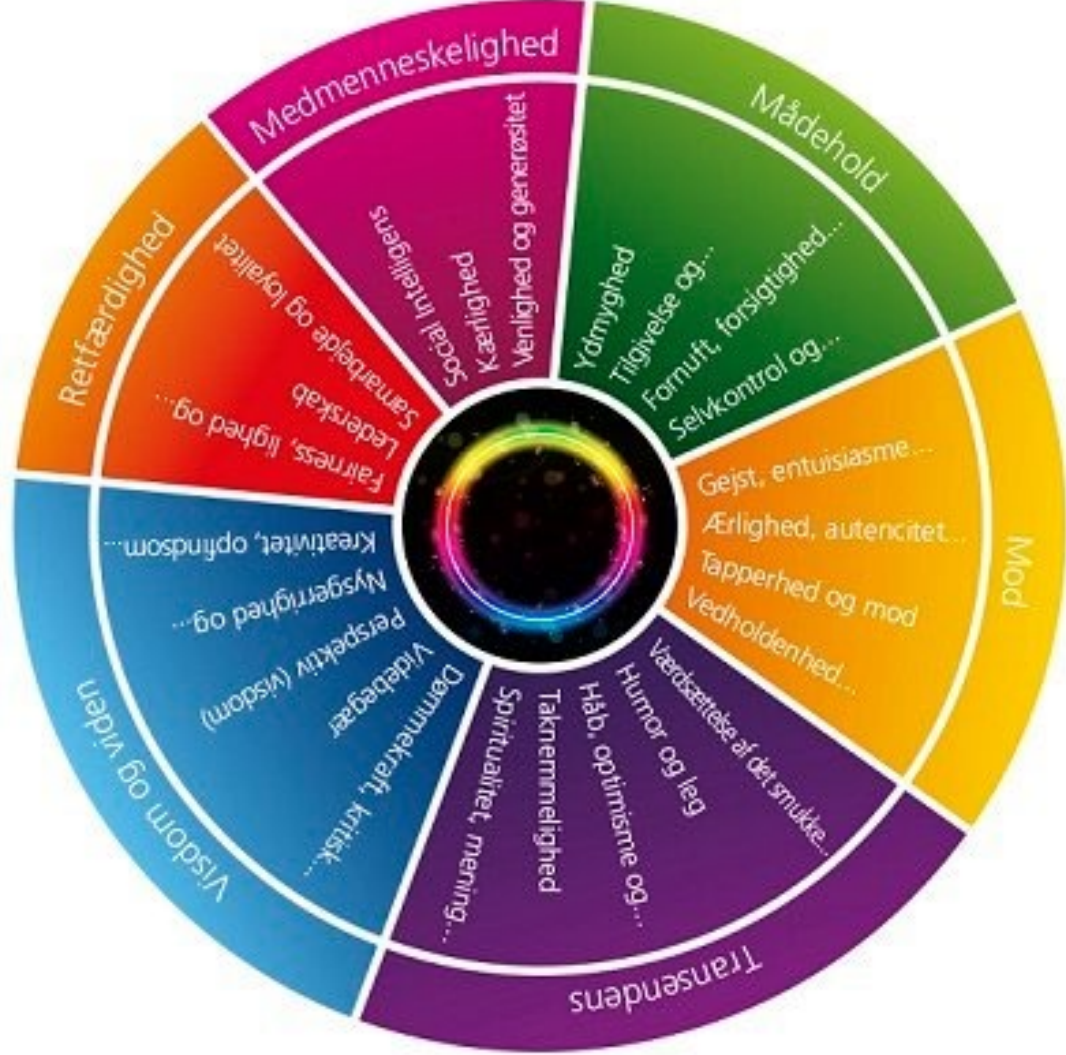 Medmenneskelighed
Venlighed og generøsitet
Kærlighed
Social Intelligens
Mådehold
Ydmyghed
Tilgivelse og...
Fornuft, forsigtighed...
Selvkontrol og...
Mod
Gejst, entuisiasme...
Ærlighed, autencitet...
Tapperhed og mod
Vedholdenhed...
Transendens
Værdsættelse af det smukke...
Humor og leg
Håb, optimisme og...
Taknemmelighed
Spiritualitet, mening...
Visdom og viden
Dømmekraft, kritisk...
Videbegær
Perspektiv (visdom)
Nysgerrighed og...
Kreativitet, opfindsom...
Retfærdighed
Fairness, lighed og...
Lederskab
Samarbejde og loyalitet